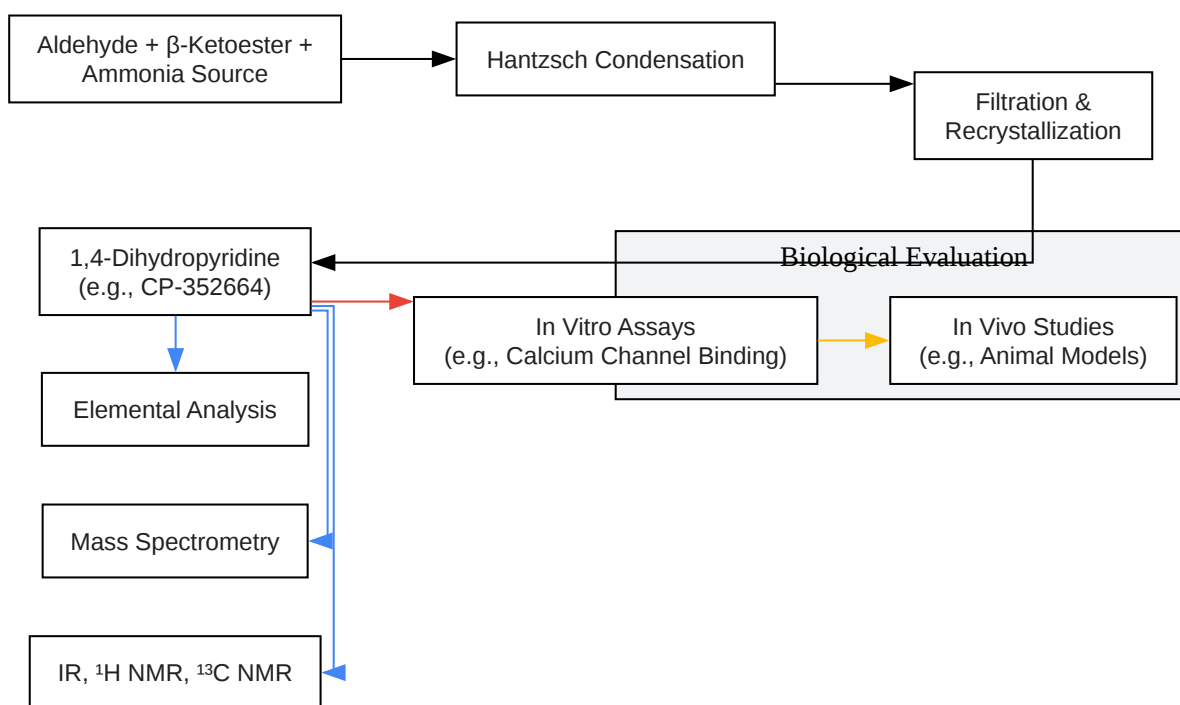 Aldehyde + β-Ketoester +
Ammonia Source
Hantzsch Condensation
Filtration &
Recrystallization
1,4-Dihydropyridine
(e.g., CP-352664)
Biological Evaluation
In Vitro Assays
(e.g., Calcium Channel Binding)
In Vivo Studies
(e.g., Animal Models)
Elemental Analysis
Mass Spectrometry
IR, ¹H NMR, ¹³C NMR